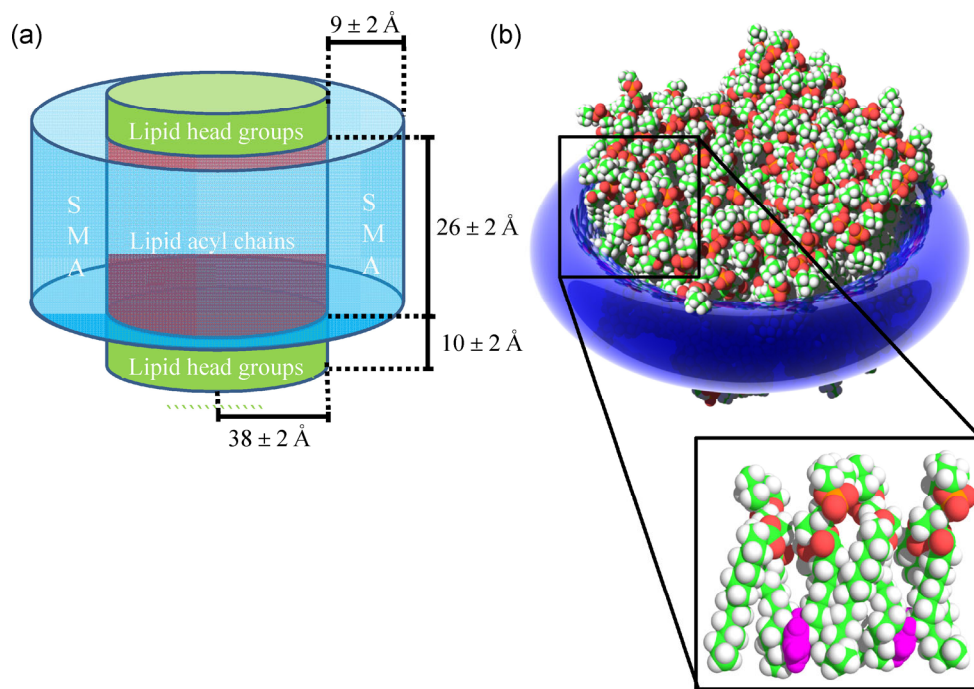 (a)
9 ± 2 Å
(b)
Lipid head groups
S
M
A
Lipid acyl chains
S
M
A
26 ± 2 Å
10 ± 2 Å
Lipid head groups
38 ± 2 Å